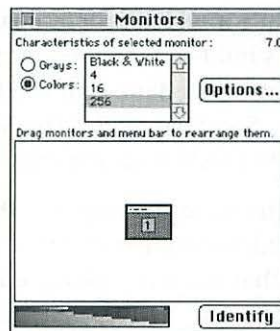 Monitors
Characteristics of selected monitor: 7.0
Grays:
Colors:
Black & White
4
16
256
Options...
Drag monitors and menu bar to rearrange them.
1
Identify